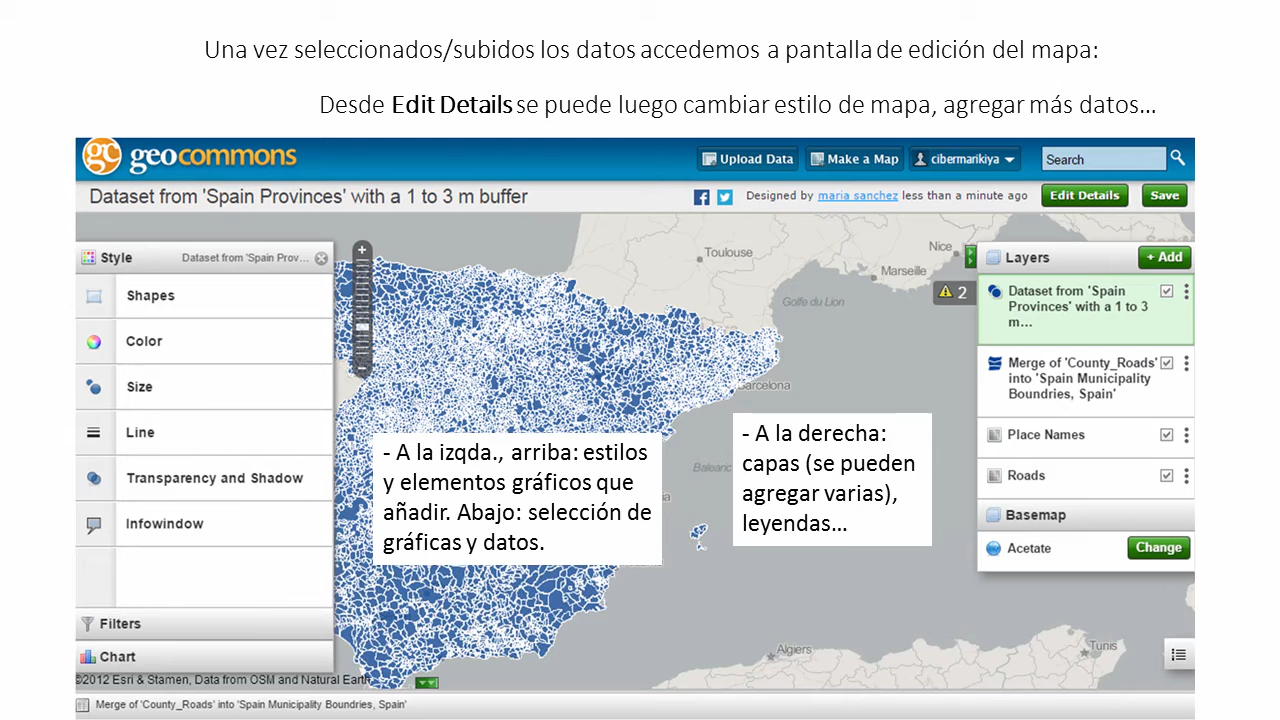 Una vez seleccionados/subidos los datos accedemos a pantalla de edición del mapa:
Desde Edit Details se puede luego cambiar estilo de mapa, agregar más datos…
gc geocommons
Upload Data
Make a Map
cibermarikiya
Search
Dataset from 'Spain Provinces' with a 1 to 3 m buffer
Designed by maria sanchez less than a minute ago
Edit Details
Save
Style
Dataset from 'Spain Prov...
Shapes
Color
Size
Line
Transparency and Shadow
Infowindow
Filters
Chart
Toulouse
Nice
Marseille
Golfe du Lion
Barcelona
Balearic
Algiers
Tunis
2
- A la izqda., arriba: estilos
y elementos gráficos que
añadir. Abajo: selección de
gráficas y datos.
- A la derecha:
capas (se pueden
agregar varias),
leyendas…
Layers
+ Add
Dataset from 'Spain
Provinces' with a 1 to 3
m...
Merge of 'County_Roads'
into 'Spain Municipality
Boundries, Spain'
Place Names
Roads
Basemap
Acetate
Change
©2012 Esri & Stamen, Data from OSM and Natural Earth
Merge of 'County_Roads' into 'Spain Municipality Boundries, Spain'